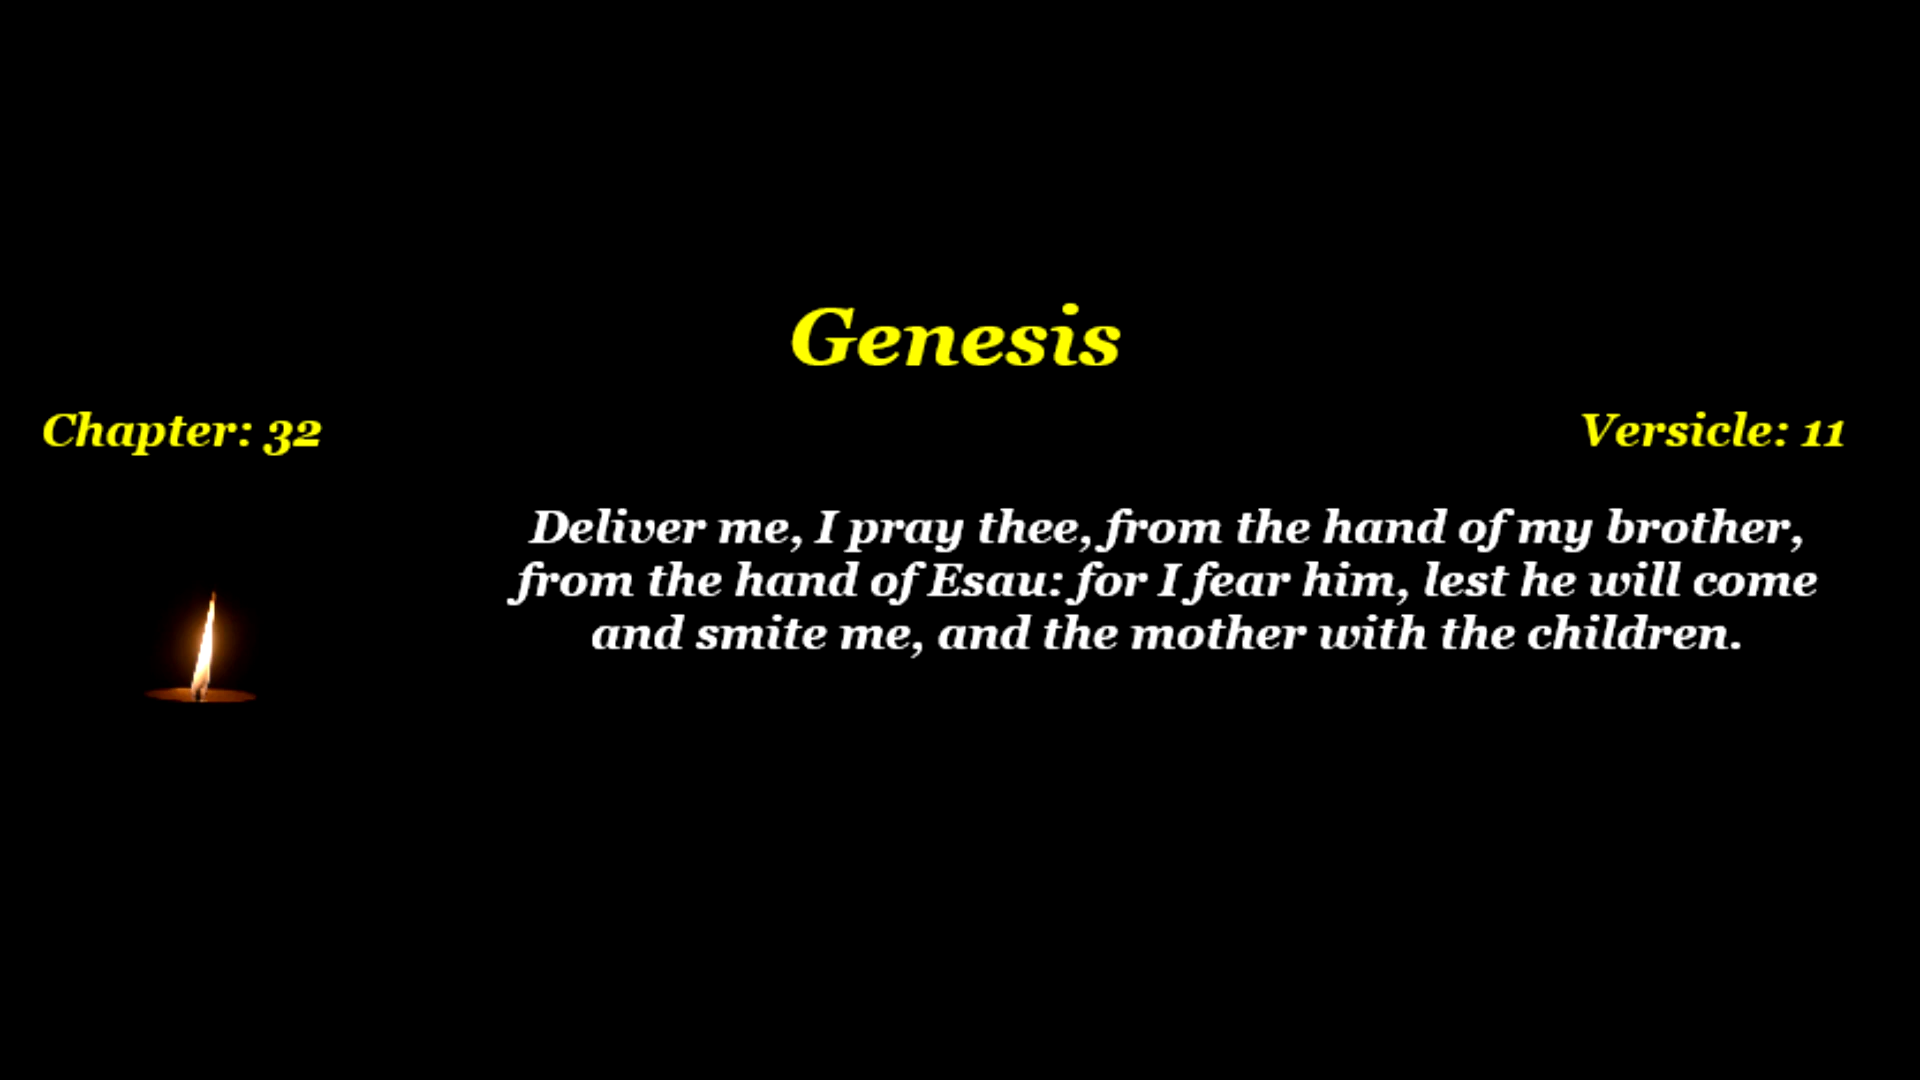 Genesis
Chapter: 32
Versicle: 11
Deliver me, I pray thee, from the hand of my brother,
from the hand of Esau: for I fear him, lest he will come
and smite me, and the mother with the children.